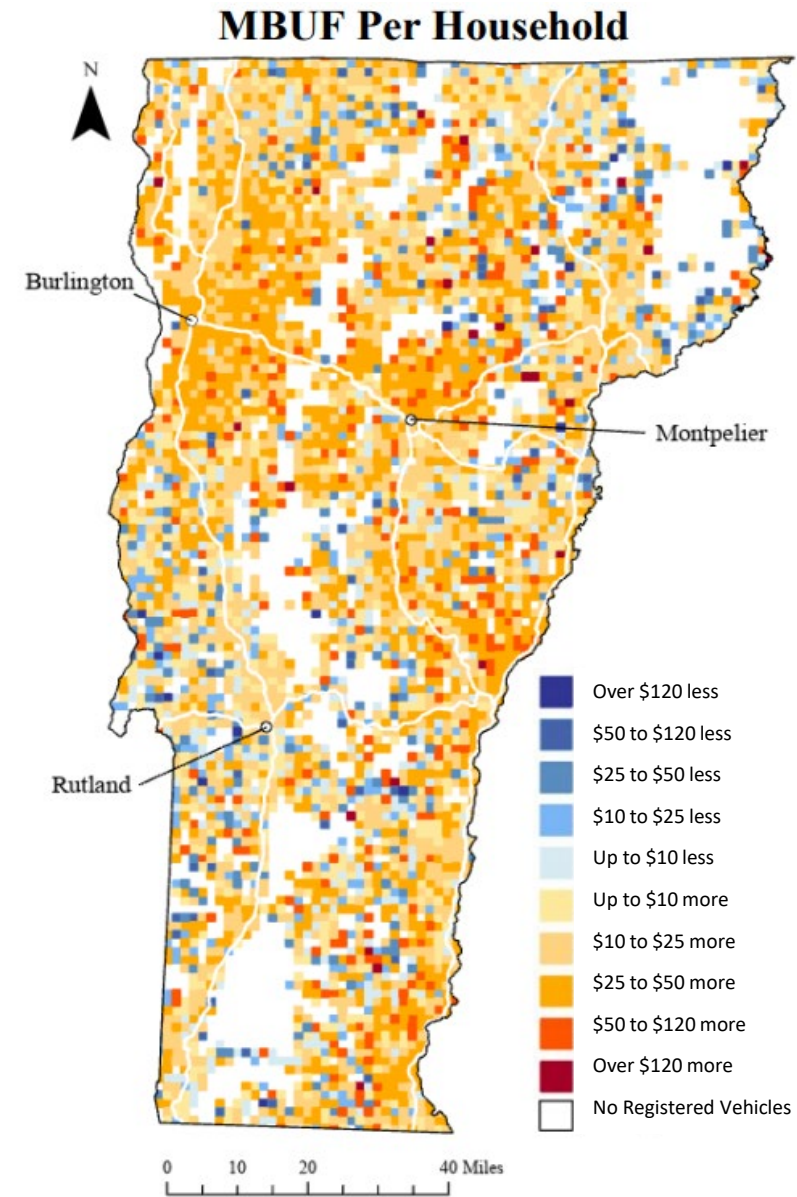 MBUF Per Household
N
Burlington
Montpelier
Rutland
Over $120 less
$50 to $120 less
$25 to $50 less
$10 to $25 less
Up to $10 less
Up to $10 more
$10 to $25 more
$25 to $50 more
$50 to $120 more
Over $120 more
No Registered Vehicles
0 10 20 40 Miles